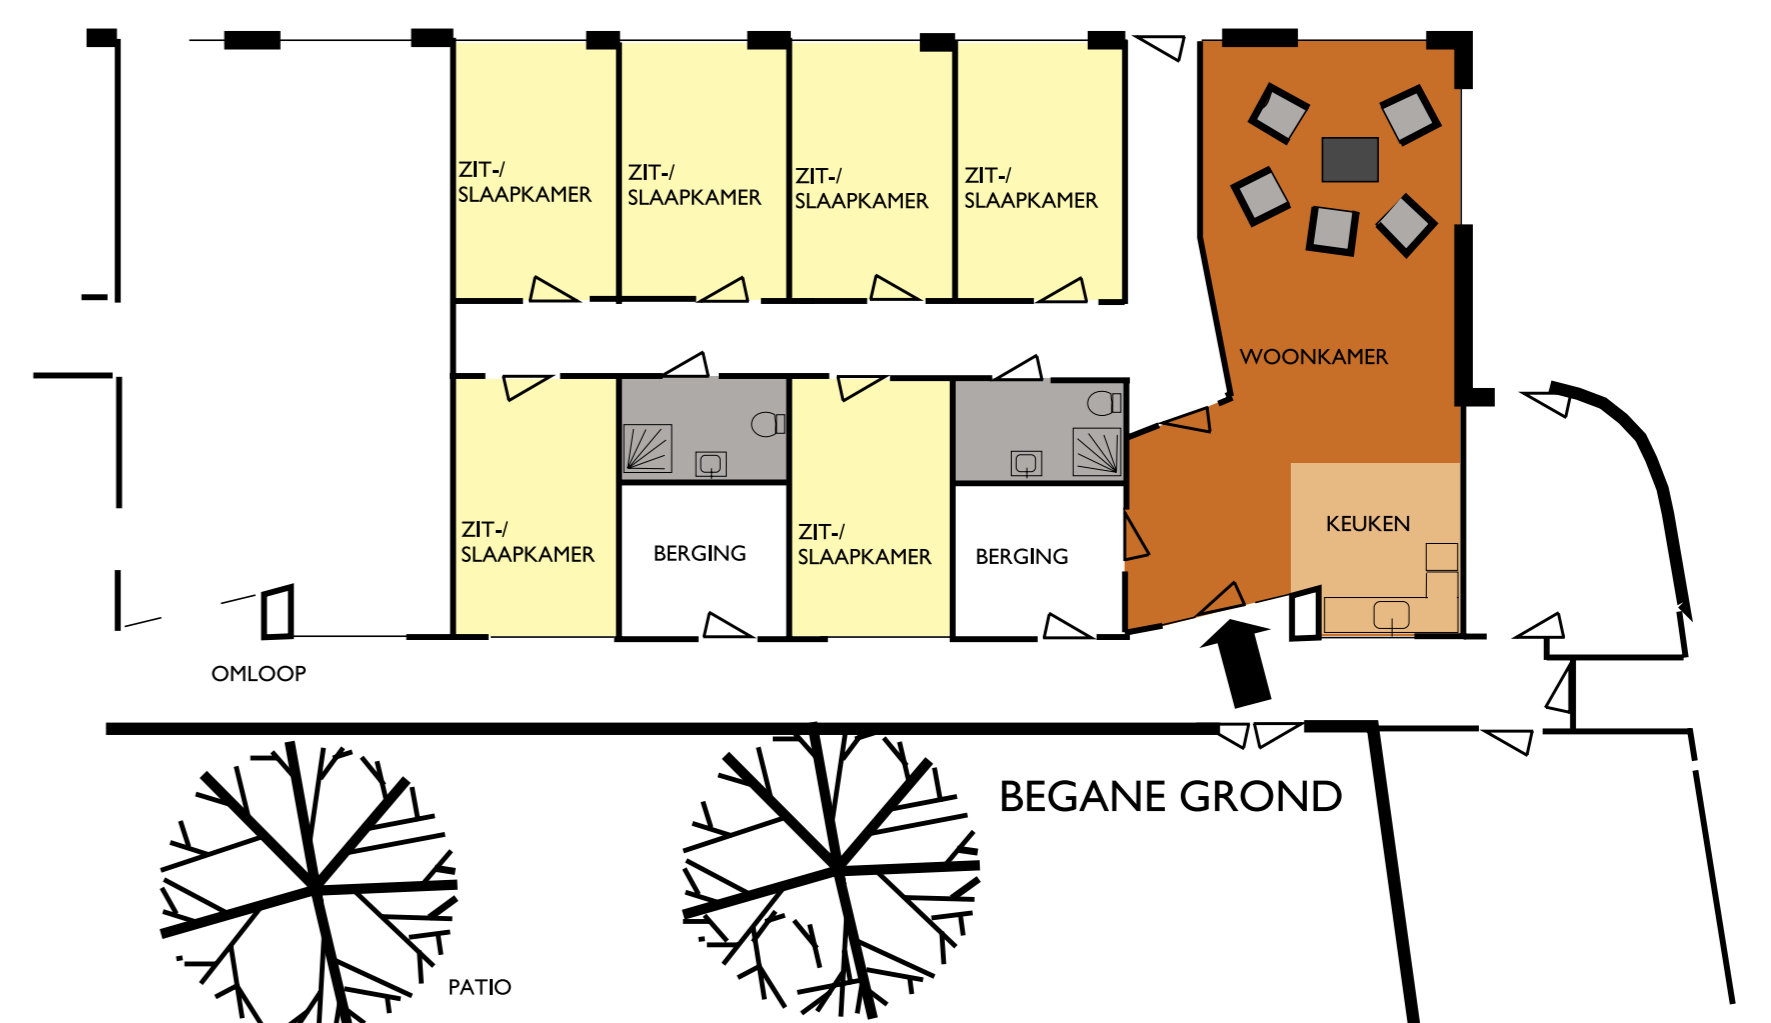 ZIT-/
SLAAPKAMER
ZIT-/
SLAAPKAMER
ZIT-/
SLAAPKAMER
ZIT-/
SLAAPKAMER
WOONKAMER
ZIT-/
SLAAPKAMER
BERGING
ZIT-/
SLAAPKAMER
BERGING
KEUKEN
OMLOOP
BEGANE GROND
PATIO